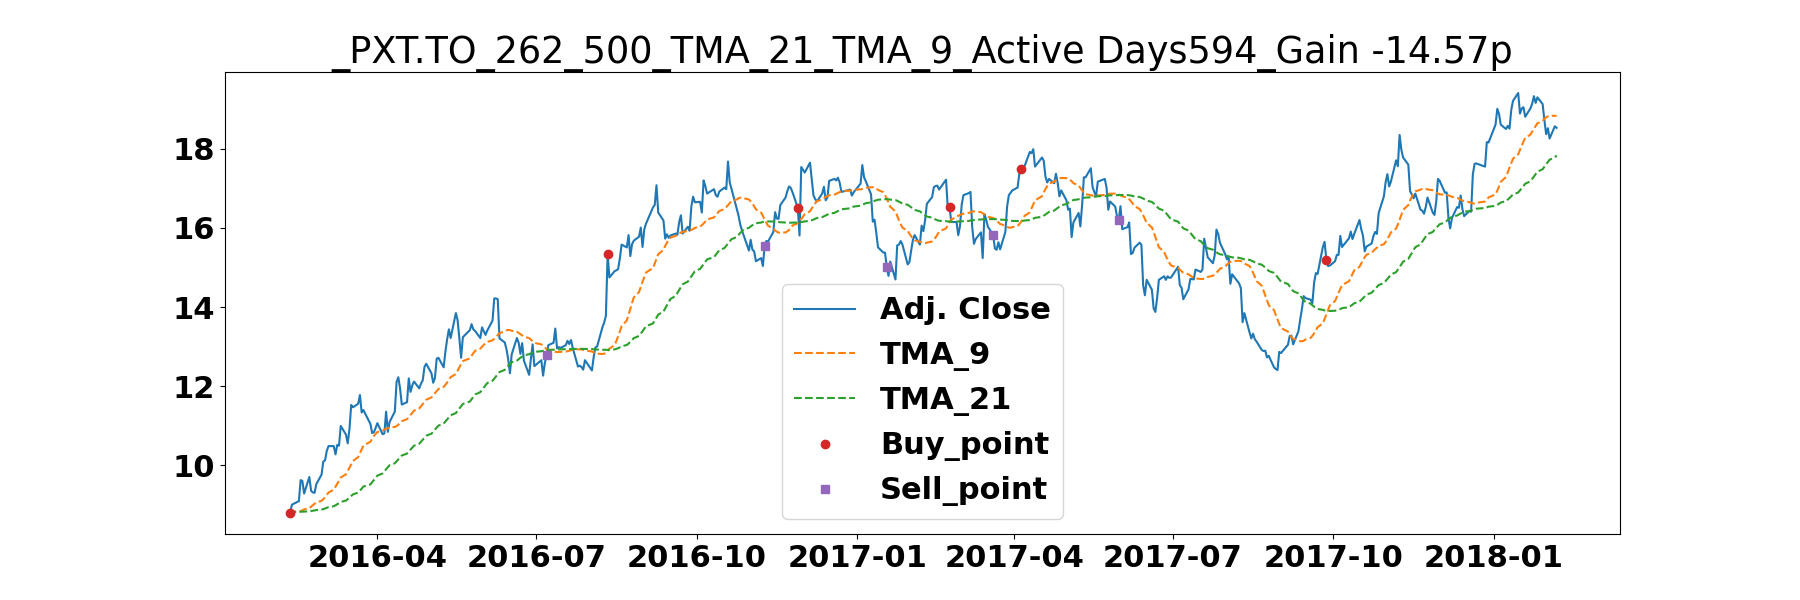 _PXT.TO_262_500_TMA_21_TMA_9_Active Days594_Gain -14.57p
18
16
14
12
10
Adj. Close
TMA_9
TMA_21
Buy_point
Sell_point
2016-04 2016-07 2016-10 2017-01 2017-04 2017-07 2017-10 2018-01